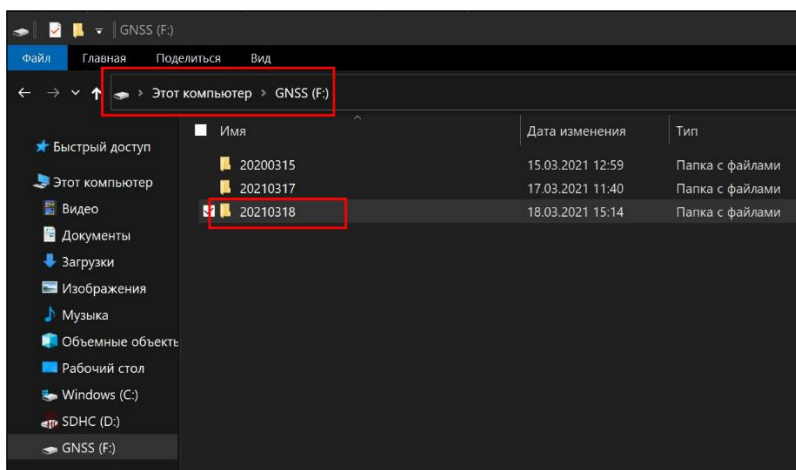 GNSS (F:)
Файл Главная Поделиться Вид
Этот компьютер > GNSS (F:)
Имя Дата изменения Тип
Быстрый доступ
Этот компьютер
Видео
Документы
Загрузки
Изображения
Музыка
Объемные объекть
Рабочий стол
Windows (C:)
SDHC (D:)
GNSS (F:)
20200315 15.03.2021 12:59 Папка с файлами
20210317 17.03.2021 11:40 Папка с файлами
20210318 18.03.2021 15:14 Папка с файлами